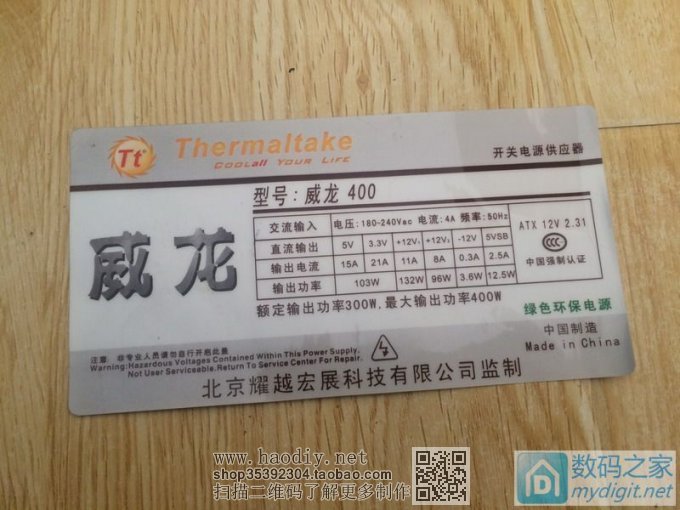 Tt Thermaltake
COOLall YOUR LIFE
开关电源供应器
型号: 威龙 400
威龙
交流输入 电压: 180-240Vac 电流: 4A 频率: 50Hz
直流输出 5V 3.3V +12V₁ +12V₂ -12V 5VSB
输出电流 15A 21A 11A 8A 0.3A 2.5A
输出功率 103W 132W 96W 3.6W 12.5W
ATX 12V 2.31
CCC
中国强制认证
额定输出功率300W, 最大输出功率400W
绿色环保电源
中国制造
Made in China
注意: 非专业人员请勿自行开启此盖
Warning:Hazardous Voltages Contained Within This Power Supply.
Not User Serviceable.Return To Service Center For Repair.
北京耀越宏展科技有限公司监制
www.haodiy.net
shop35392304.taobao.com
扫描二维码了解更多制作
数码之家
mydigit.net